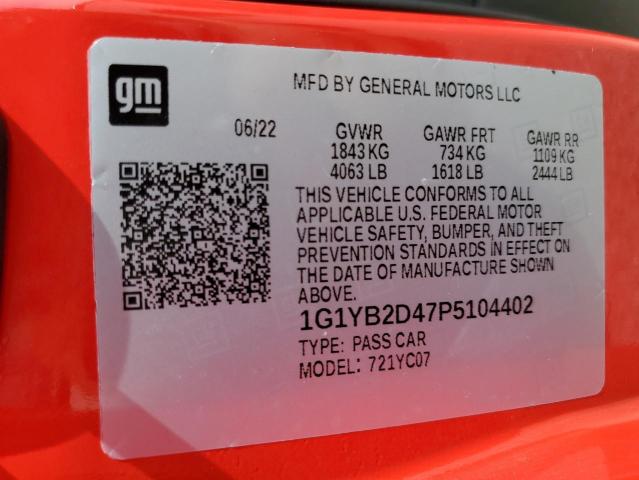 gm
MFD BY GENERAL MOTORS LLC
06/22 GVWR GAWR FRT GAWR RR
1843 KG 734 KG 1109 KG
4063 LB 1618 LB 2444 LB
THIS VEHICLE CONFORMS TO ALL
APPLICABLE U.S. FEDERAL MOTOR
VEHICLE SAFETY, BUMPER, AND THEFT
PREVENTION STANDARDS IN EFFECT ON
THE DATE OF MANUFACTURE SHOWN
ABOVE.
1G1YB2D47P5104402
TYPE: PASS CAR
MODEL: 721YC07